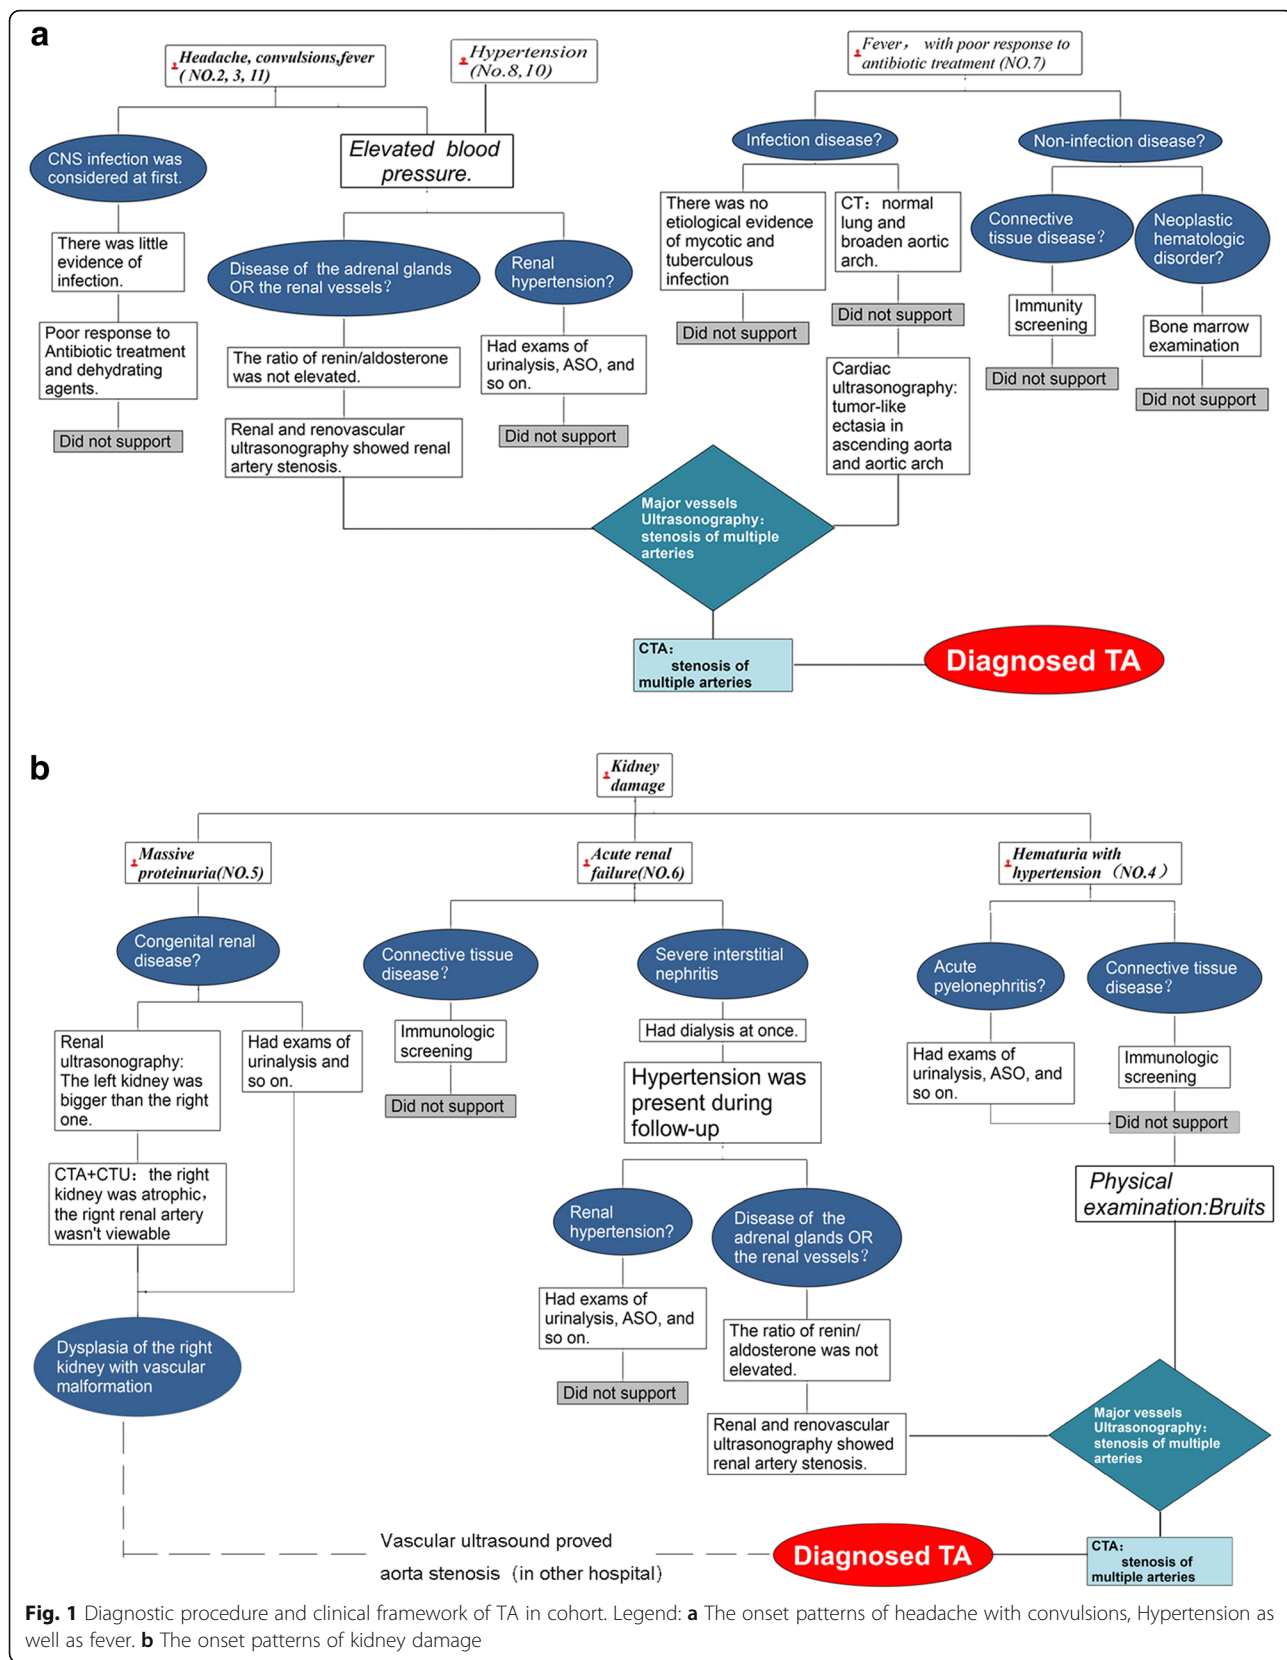 a
Headache, convulsions,fever
( NO.2, 3, 11)
Hypertension
(No.8, 10)
Fever， with poor response to
antibiotic treatment (NO.7)
CNS infection was
considered at first.
Elevated blood
pressure.
Infection disease?
Non-infection disease?
There was little
evidence of
infection.
Disease of the adrenal glands
OR the renal vessels?
Renal
hypertension?
There was no
etiological evidence
of mycotic and
tuberculous
infection
CT： normal
lung and
broaden aortic
arch.
Connective
tissue disease?
Neoplastic
hematologic
disorder?
Poor response to
Antibiotic treatment
and dehydrating
agents.
The ratio of renin/aldosterone
was not elevated.
Had exams of
urinalysis, ASO, and
so on.
Did not support
Did not support
Immunity
screening
Bone marrow
examination
Did not support
Renal and renovascular
ultrasonography showed renal
artery stenosis.
Did not support
Cardiac
ultrasonography:
tumor-like
ectasia in
ascending aorta
and aortic arch
Did not support
Did not support
Major vessels
Ultrasonography：
stenosis of multiple
arteries
CTA：
stenosis of
multiple arteries
Diagnosed TA
b
Kidney
damage
Massive
proteinuria(NO.5)
Acute renal
failure(NO.6)
Hematuria with
hypertension（NO.4）
Congenital renal
disease?
Connective tissue
disease?
Severe interstitial
nephritis
Acute
pyelonephritis?
Connective tissue
disease?
Renal
ultrasonography:
The left kidney was
bigger than the right
one.
Had exams of
urinalysis and
so on.
Immunologic
screening
Had dialysis at once.
Had exams of
urinalysis, ASO, and
so on.
Immunologic
screening
Did not support
Hypertension was
present during
follow-up
Did not support
CTA+CTU：the right
kidney was atrophic，
the rignt renal artery
wasn't viewable
Physical
examination:Bruits
Renal
hypertension?
Disease of the
adrenal glands OR
the renal vessels?
Had exams of
urinalysis, ASO, and
so on.
The ratio of renin/
aldosterone was not
elevated.
Dysplasia of the right
kidney with vascular
malformation
Did not support
Renal and renovascular
ultrasonography showed
renal artery stenosis.
Major vessels
Ultrasonography：
stenosis of multiple
arteries
Vascular ultrasound proved
aorta stenosis（in other hospital）
Diagnosed TA
CTA：
stenosis of
multiple arteries
Fig. 1 Diagnostic procedure and clinical framework of TA in cohort. Legend: a The onset patterns of headache with convulsions, Hypertension as
well as fever. b The onset patterns of kidney damage